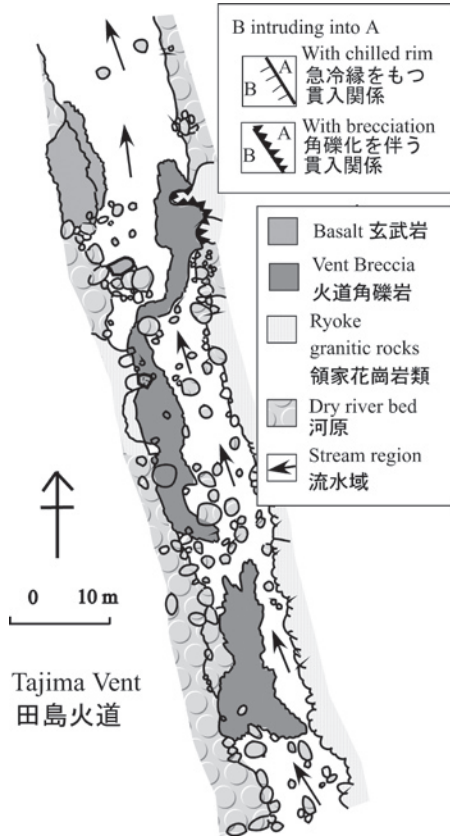 B intruding into A
A
B
With chilled rim
急冷縁をもつ
貫入関係
A
B
With brecciation
角礫化を伴う
貫入関係
Basalt 玄武岩
Vent Breccia
火道角礫岩
Ryoke
granitic rocks
領家花崗岩類
Dry river bed
河原
Stream region
流水域
0 10 m
Tajima Vent
田島火道